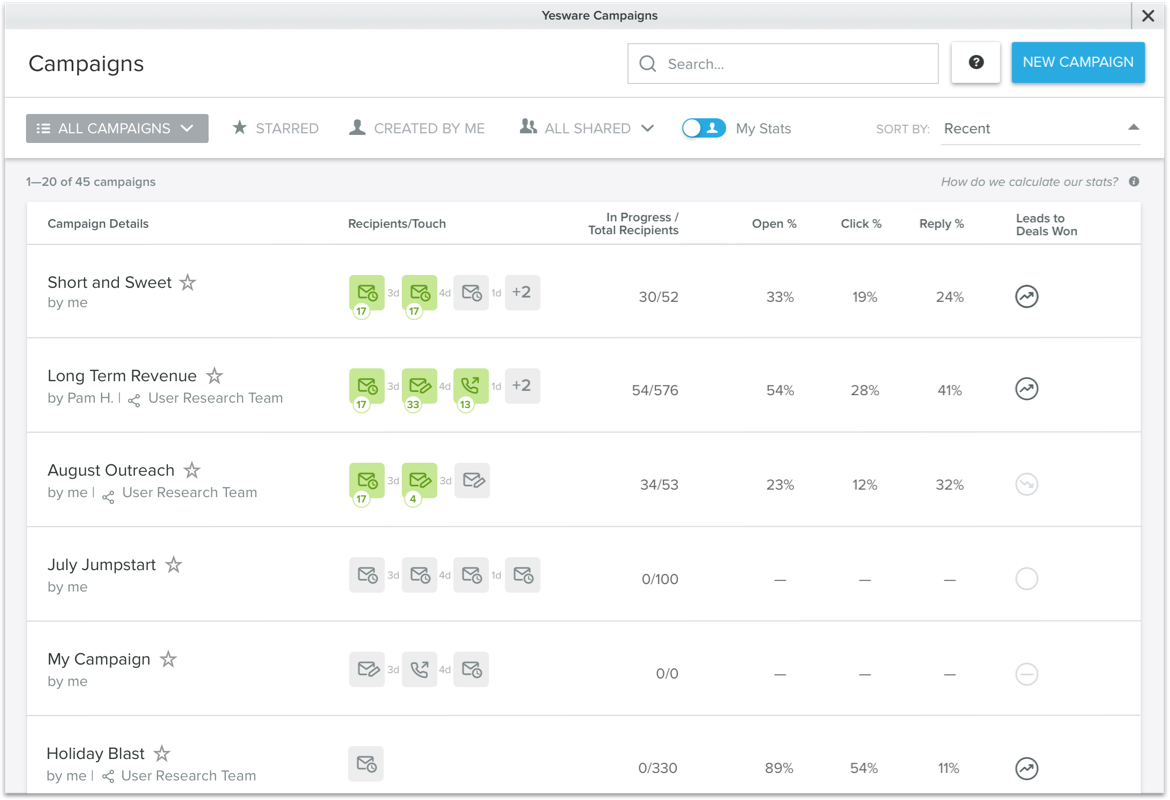 Yesware Campaigns
Campaigns
Search...
?
NEW CAMPAIGN
ALL CAMPAIGNS
STARRED
CREATED BY ME
ALL SHARED
My Stats
SORT BY:
Recent
1—20 of 45 campaigns
How do we calculate our stats?
Campaign Details
Recipients/Touch
In Progress /
Total Recipients
Open %
Click %
Reply %
Leads to
Deals Won
Short and Sweet
by me
17 3d 17 4d 1d +2
30/52
33%
19%
24%
Long Term Revenue
by Pam H. | User Research Team
17 3d 33 4d 13 1d +2
54/576
54%
28%
41%
August Outreach
by me | User Research Team
17 3d 4 3d
34/53
23%
12%
32%
July Jumpstart
by me
3d 4d 1d
0/100
—
—
—
My Campaign
by me
3d 4d
0/0
—
—
—
Holiday Blast
by me | User Research Team
0/330
89%
54%
11%